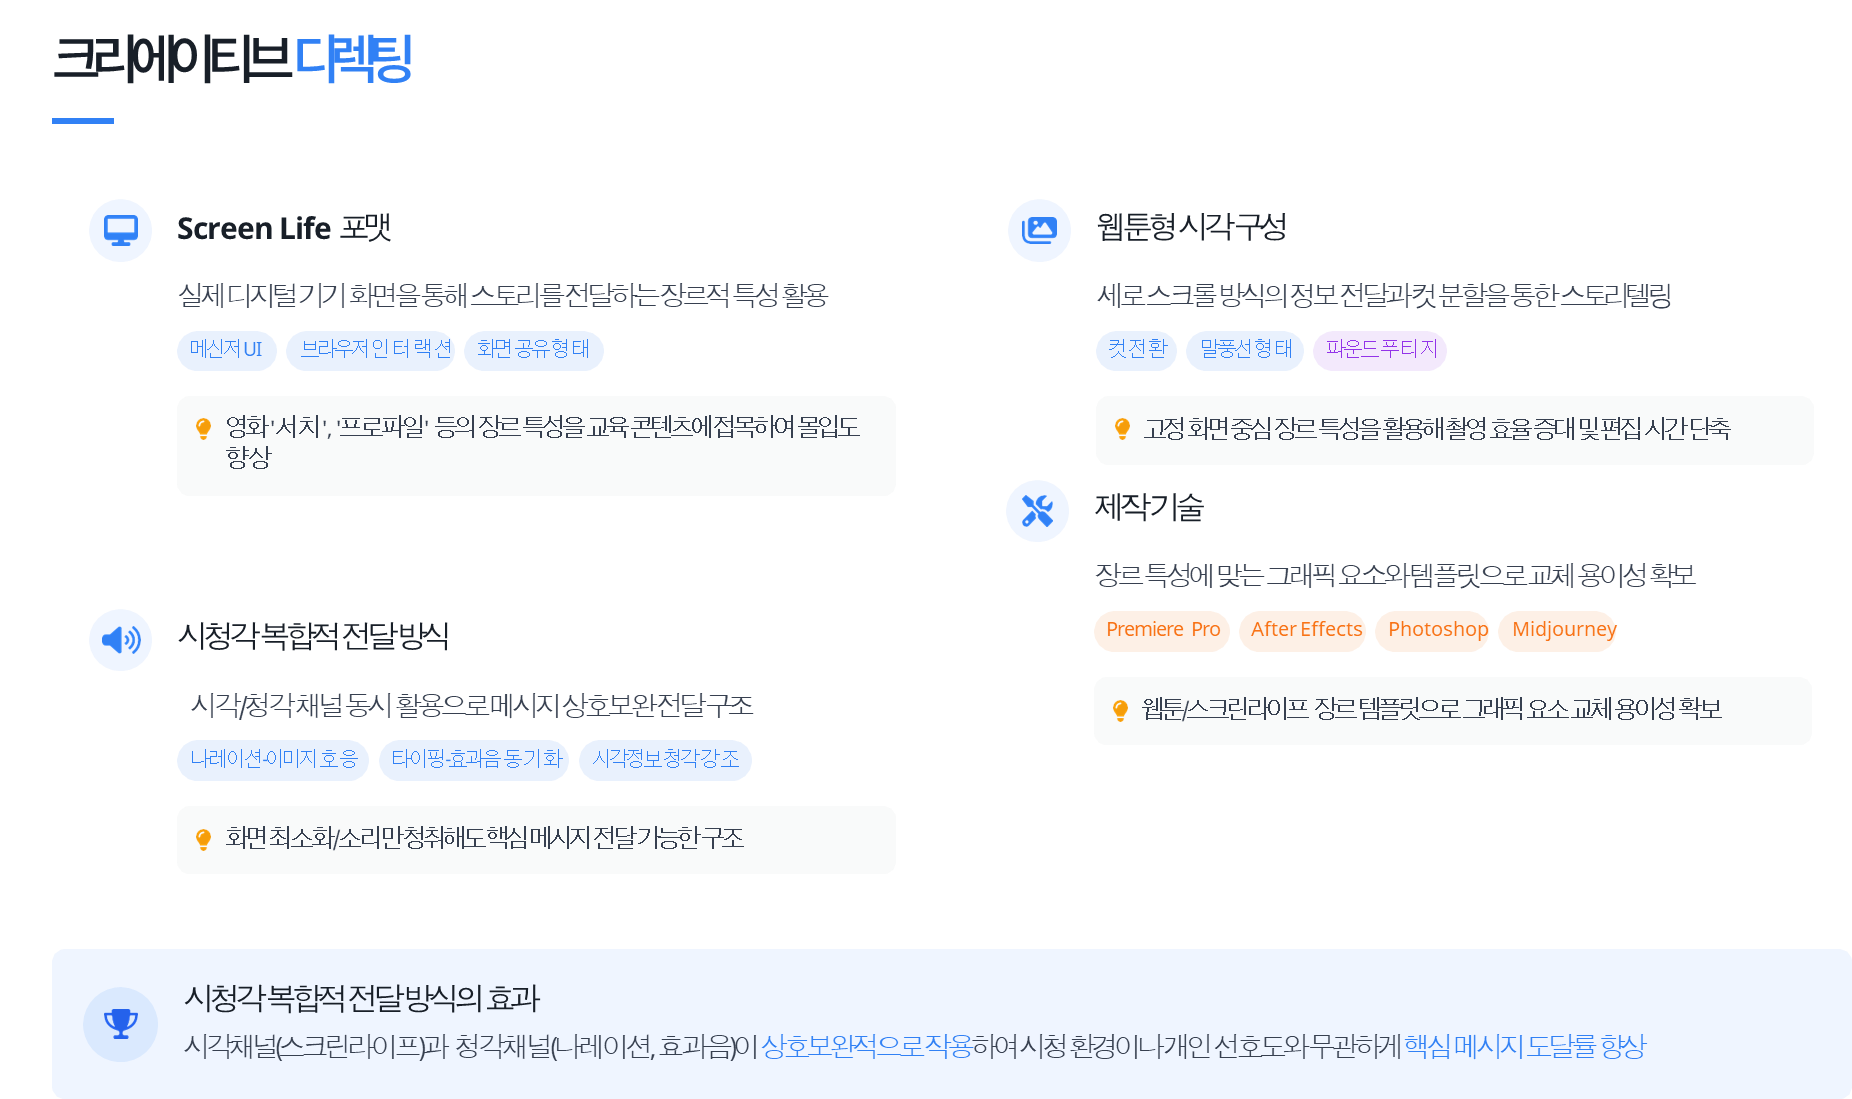 크리에이티브 디렉팅
Screen Life 포맷
실제 디지털 기기 화면을 통해 스토리를 전달하는 장르적 특성 활용
메신저 UI 브라우저 인터랙션 화면 공유 형태
영화 '서치', '프로파일' 등의 장르 특성을 교육 콘텐츠에 접목하여 몰입도
향상
시청각 복합적 전달 방식
시각/청각 채널 동시 활용으로 메시지 상호보완 전달 구조
나레이션-이미지 호응 타이핑-효과음 동기화 시각정보 청각 강조
화면 최소화/소리만 청취해도 핵심 메시지 전달 가능한 구조
웹툰형 시각 구성
세로 스크롤 방식의 정보 전달과 컷 분할을 통한 스토리텔링
컷 전환 말풍선 형태 파운드 푸티지
고정 화면 중심 장르 특성을 활용해 촬영 효율 증대 및 편집 시간 단축
제작 기술
장르 특성에 맞는 그래픽 요소와 템플릿으로 교체 용이성 확보
Premiere Pro After Effects Photoshop Midjourney
웹툰/스크린라이프 장르 템플릿으로 그래픽 요소 교체 용이성 확보
시청각 복합적 전달 방식의 효과
시각채널(스크린라이프)과 청각채널(나레이션, 효과음)이 상호보완적으로 작용하여 시청 환경이나 개인 선호도와 무관하게 핵심 메시지 도달률 향상